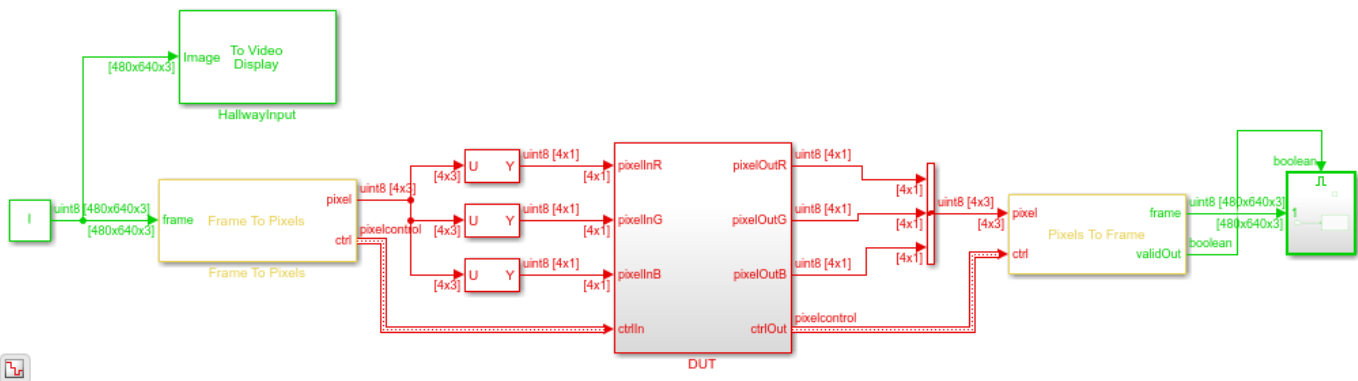 To Video
Display
Image
[480x640x3]
HallwayInput
I
uint8 [480x640x3]
[480x640x3]
frame
Frame To Pixels
pixel
ctrl
Frame To Pixels
uint8 [4x3]
pixelcontrol
[4x3]
U Y
uint8 [4x1]
[4x1]
[4x3]
U Y
uint8 [4x1]
[4x1]
[4x3]
U Y
uint8 [4x1]
[4x1]
pixelInR
pixelInG
pixelInB
ctrlIn
pixelOutR
pixelOutG
pixelOutB
ctrlOut
DUT
uint8 [4x1]
[4x1]
uint8 [4x1]
[4x1]
uint8 [4x1]
[4x1]
pixelcontrol
uint8 [4x3]
[4x3]
pixel
ctrl
Pixels To Frame
frame
validOut
uint8 [480x640x3]
[480x640x3]
boolean
boolean
1